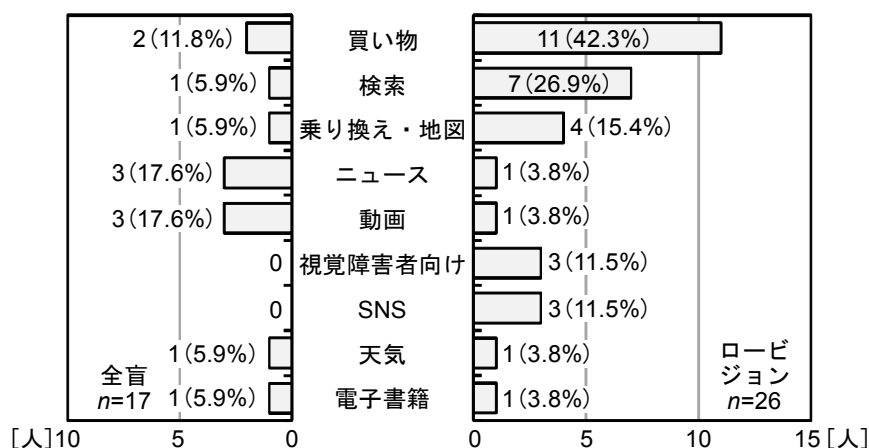 2(11.8%) 買い物 11(42.3%)
1(5.9%) 検索 7(26.9%)
1(5.9%) 乗り換え・地図 4(15.4%)
3(17.6%) ニュース 1(3.8%)
3(17.6%) 動画 1(3.8%)
0 視覚障害者向け 3(11.5%)
0 SNS 3(11.5%)
1(5.9%) 天気 1(3.8%)
1(5.9%) 電子書籍 1(3.8%)
全盲
n=17
ロービ
ジョン
n=26
[人]10 5 0 0 5 10 15[人]